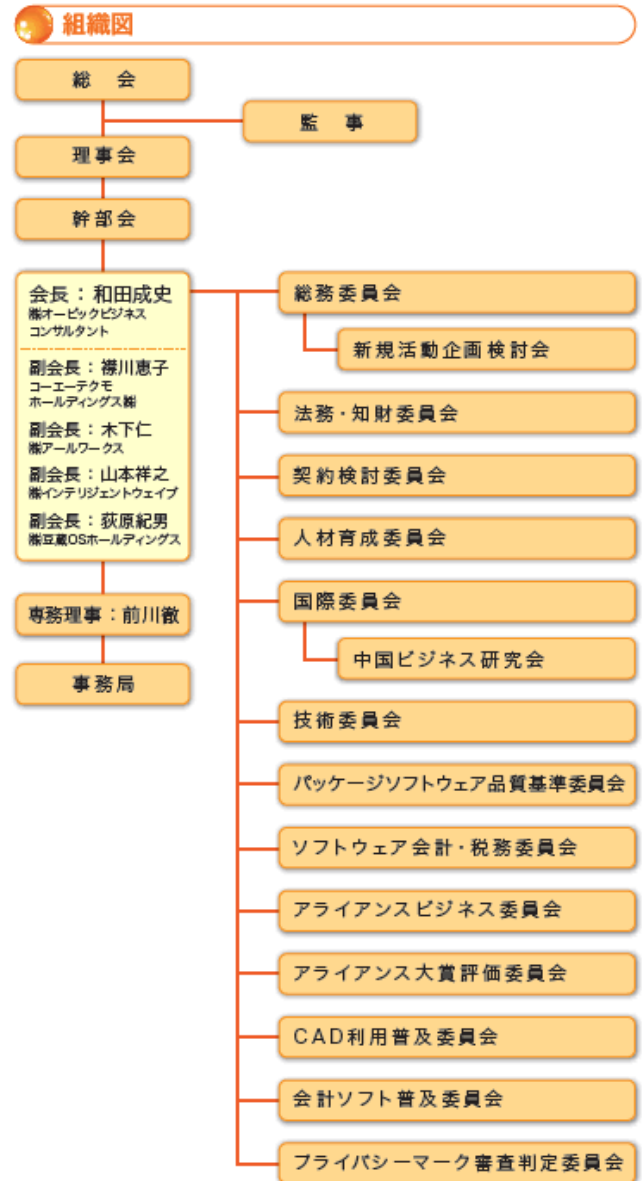 組織図
総　会
監　事
理事会
幹部会
会長：和田成史
㈱オービックビジネス
コンサルタント
副会長：襟川恵子
コーエーテクモ
ホールディングス㈱
副会長：木下仁
㈱アールワークス
副会長：山本祥之
㈱インテリジェントウェイブ
副会長：荻原紀男
㈱豆蔵OSホールディングス
専務理事：前川徹
事務局
総務委員会
新規活動企画検討会
法務・知財委員会
契約検討委員会
人材育成委員会
国際委員会
中国ビジネス研究会
技術委員会
パッケージソフトウェア品質基準委員会
ソフトウェア会計・税務委員会
アライアンスビジネス委員会
アライアンス大賞評価委員会
CAD利用普及委員会
会計ソフト普及委員会
プライバシーマーク審査判定委員会